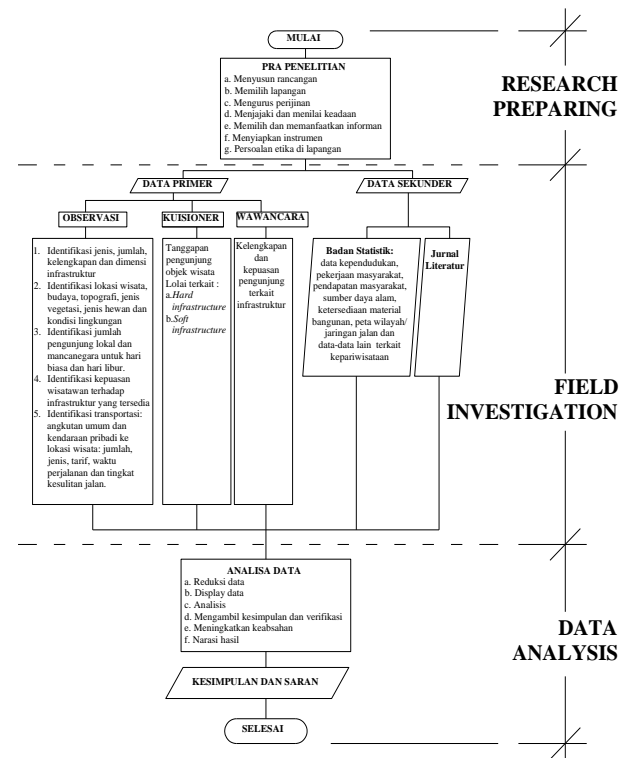 MULAI
PRA PENELITIAN
a. Menyusun rancangan
b. Memilih lapangan
c. Mengurus perijinan
d. Menjajaki dan menilai keadaan
e. Memilih dan memanfaatkan informan
f. Menyiapkan instrumen
g. Persoalan etika di lapangan
RESEARCH
PREPARING
DATA PRIMER
DATA SEKUNDER
OBSERVASI
1. Identifikasi jenis, jumlah,
kelengkapan dan dimensi
infrastruktur
2. Identifikasi lokasi wisata,
budaya, topografi, jenis
vegetasi, jenis hewan dan
kondisi lingkungan
3. Identifikasi jumlah
pengunjung lokal dan
mancanegara untuk hari
biasa dan hari libur.
4. Identifikasi kepuasan
wisatawan terhadap
infrastruktur yang tersedia
5. Identifikasi transportasi:
angkutan umum dan
kendaraan pribadi ke
lokasi wisata: jumlah,
jenis, tarif, waktu
perjalanan dan tingkat
kesulitan jalan.
KUISIONER
Tanggapan
pengunjung
objek wisata
Lolai terkait :
a.Hard
infrastructure
b.Soft
infrastructure
WAWANCARA
Kelengkapan
dan
kepuasan
pengunjung
terkait
infrastruktur
Badan Statistik:
data kependudukan,
pekerjaan masyarakat,
pendapatan masyarakat,
sumber daya alam,
ketersediaan material
bangunan, peta wilayah/
jaringan jalan dan
data-data lain terkait
kepariwisataan
Jurnal
Literatur
FIELD
INVESTIGATION
ANALISA DATA
a. Reduksi data
b. Display data
c. Analisis
d. Mengambil kesimpulan dan verifikasi
e. Meningkatkan keabsahan
f. Narasi hasil
DATA
ANALYSIS
KESIMPULAN DAN SARAN
SELESAI